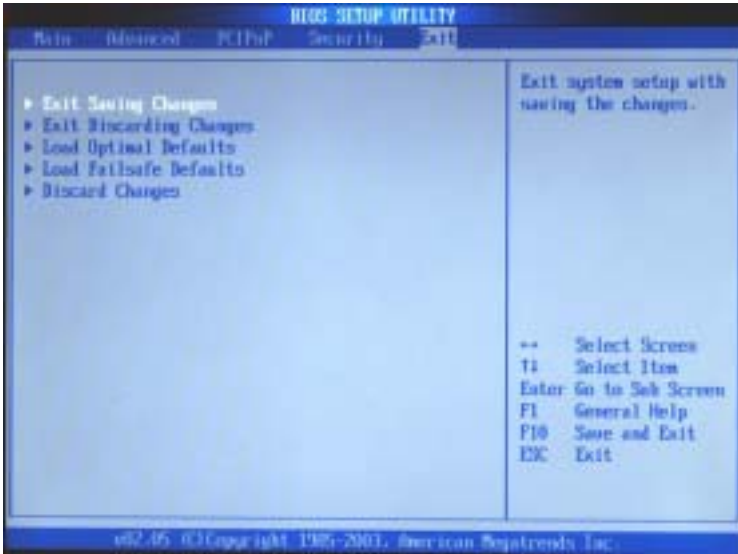 BIOS SETUP UTILITY
Main Advanced PCIPnP Security Exit
▶ Exit Saving Changes
▶ Exit Discarding Changes
▶ Load Optimal Defaults
▶ Load Failsafe Defaults
▶ Discard Changes
Exit system setup with
saving the changes.
↔ Select Screen
↑↓ Select Item
Enter Go to Sub Screen
F1 General Help
F10 Save and Exit
ESC Exit
v02.05 (C)Copyright 1985-2003, American Megatrends Inc.